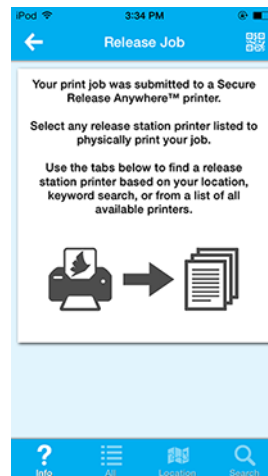 iPod 3:34 PM
Release Job
Your print job was submitted to a Secure
Release Anywhere™ printer.
Select any release station printer listed to
physically print your job.
Use the tabs below to find a release
station printer based on your location,
keyword search, or from a list of all
available printers.
?
Info All Location Search